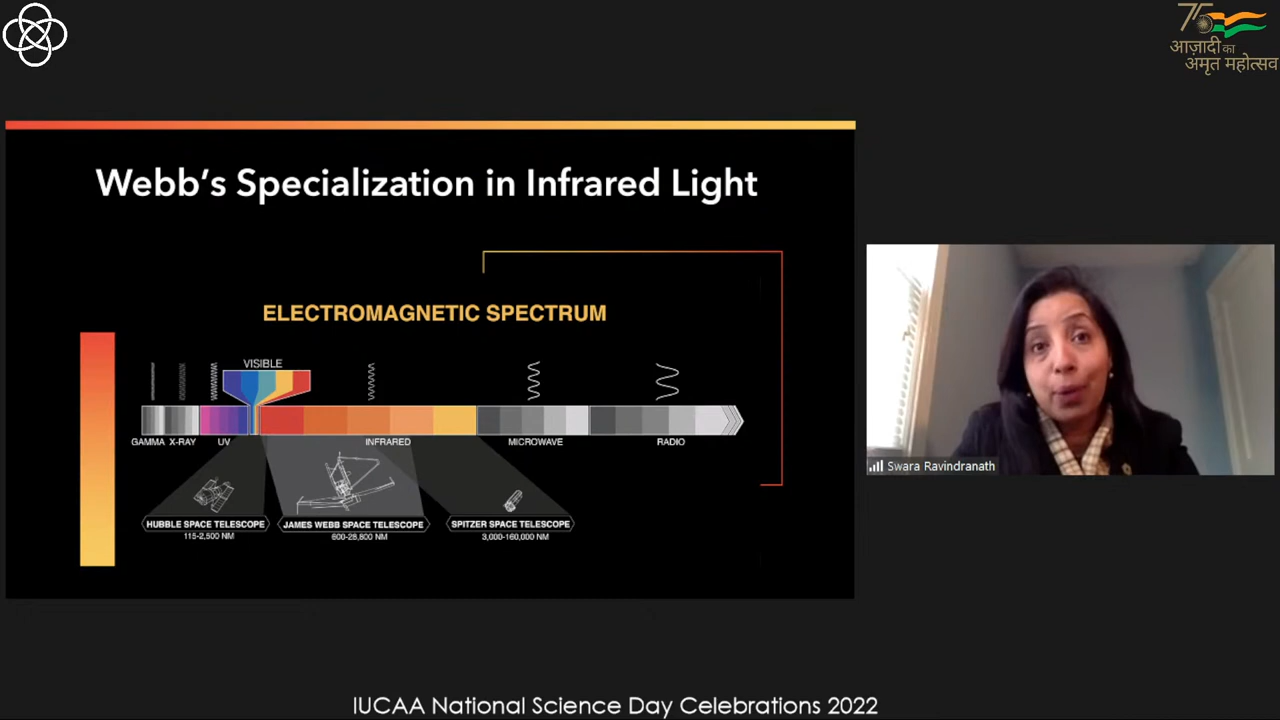 75
आज़ादी का
अमृत महोत्सव
Webb's Specialization in Infrared Light
ELECTROMAGNETIC SPECTRUM
VISIBLE
GAMMA X-RAY UV INFRARED MICROWAVE RADIO
HUBBLE SPACE TELESCOPE JAMES WEBB SPACE TELESCOPE SPITZER SPACE TELESCOPE
115-2,500 NM 600-28,800 NM 3,000-160,000 NM
Swara Ravindranath
IUCAA National Science Day Celebrations 2022